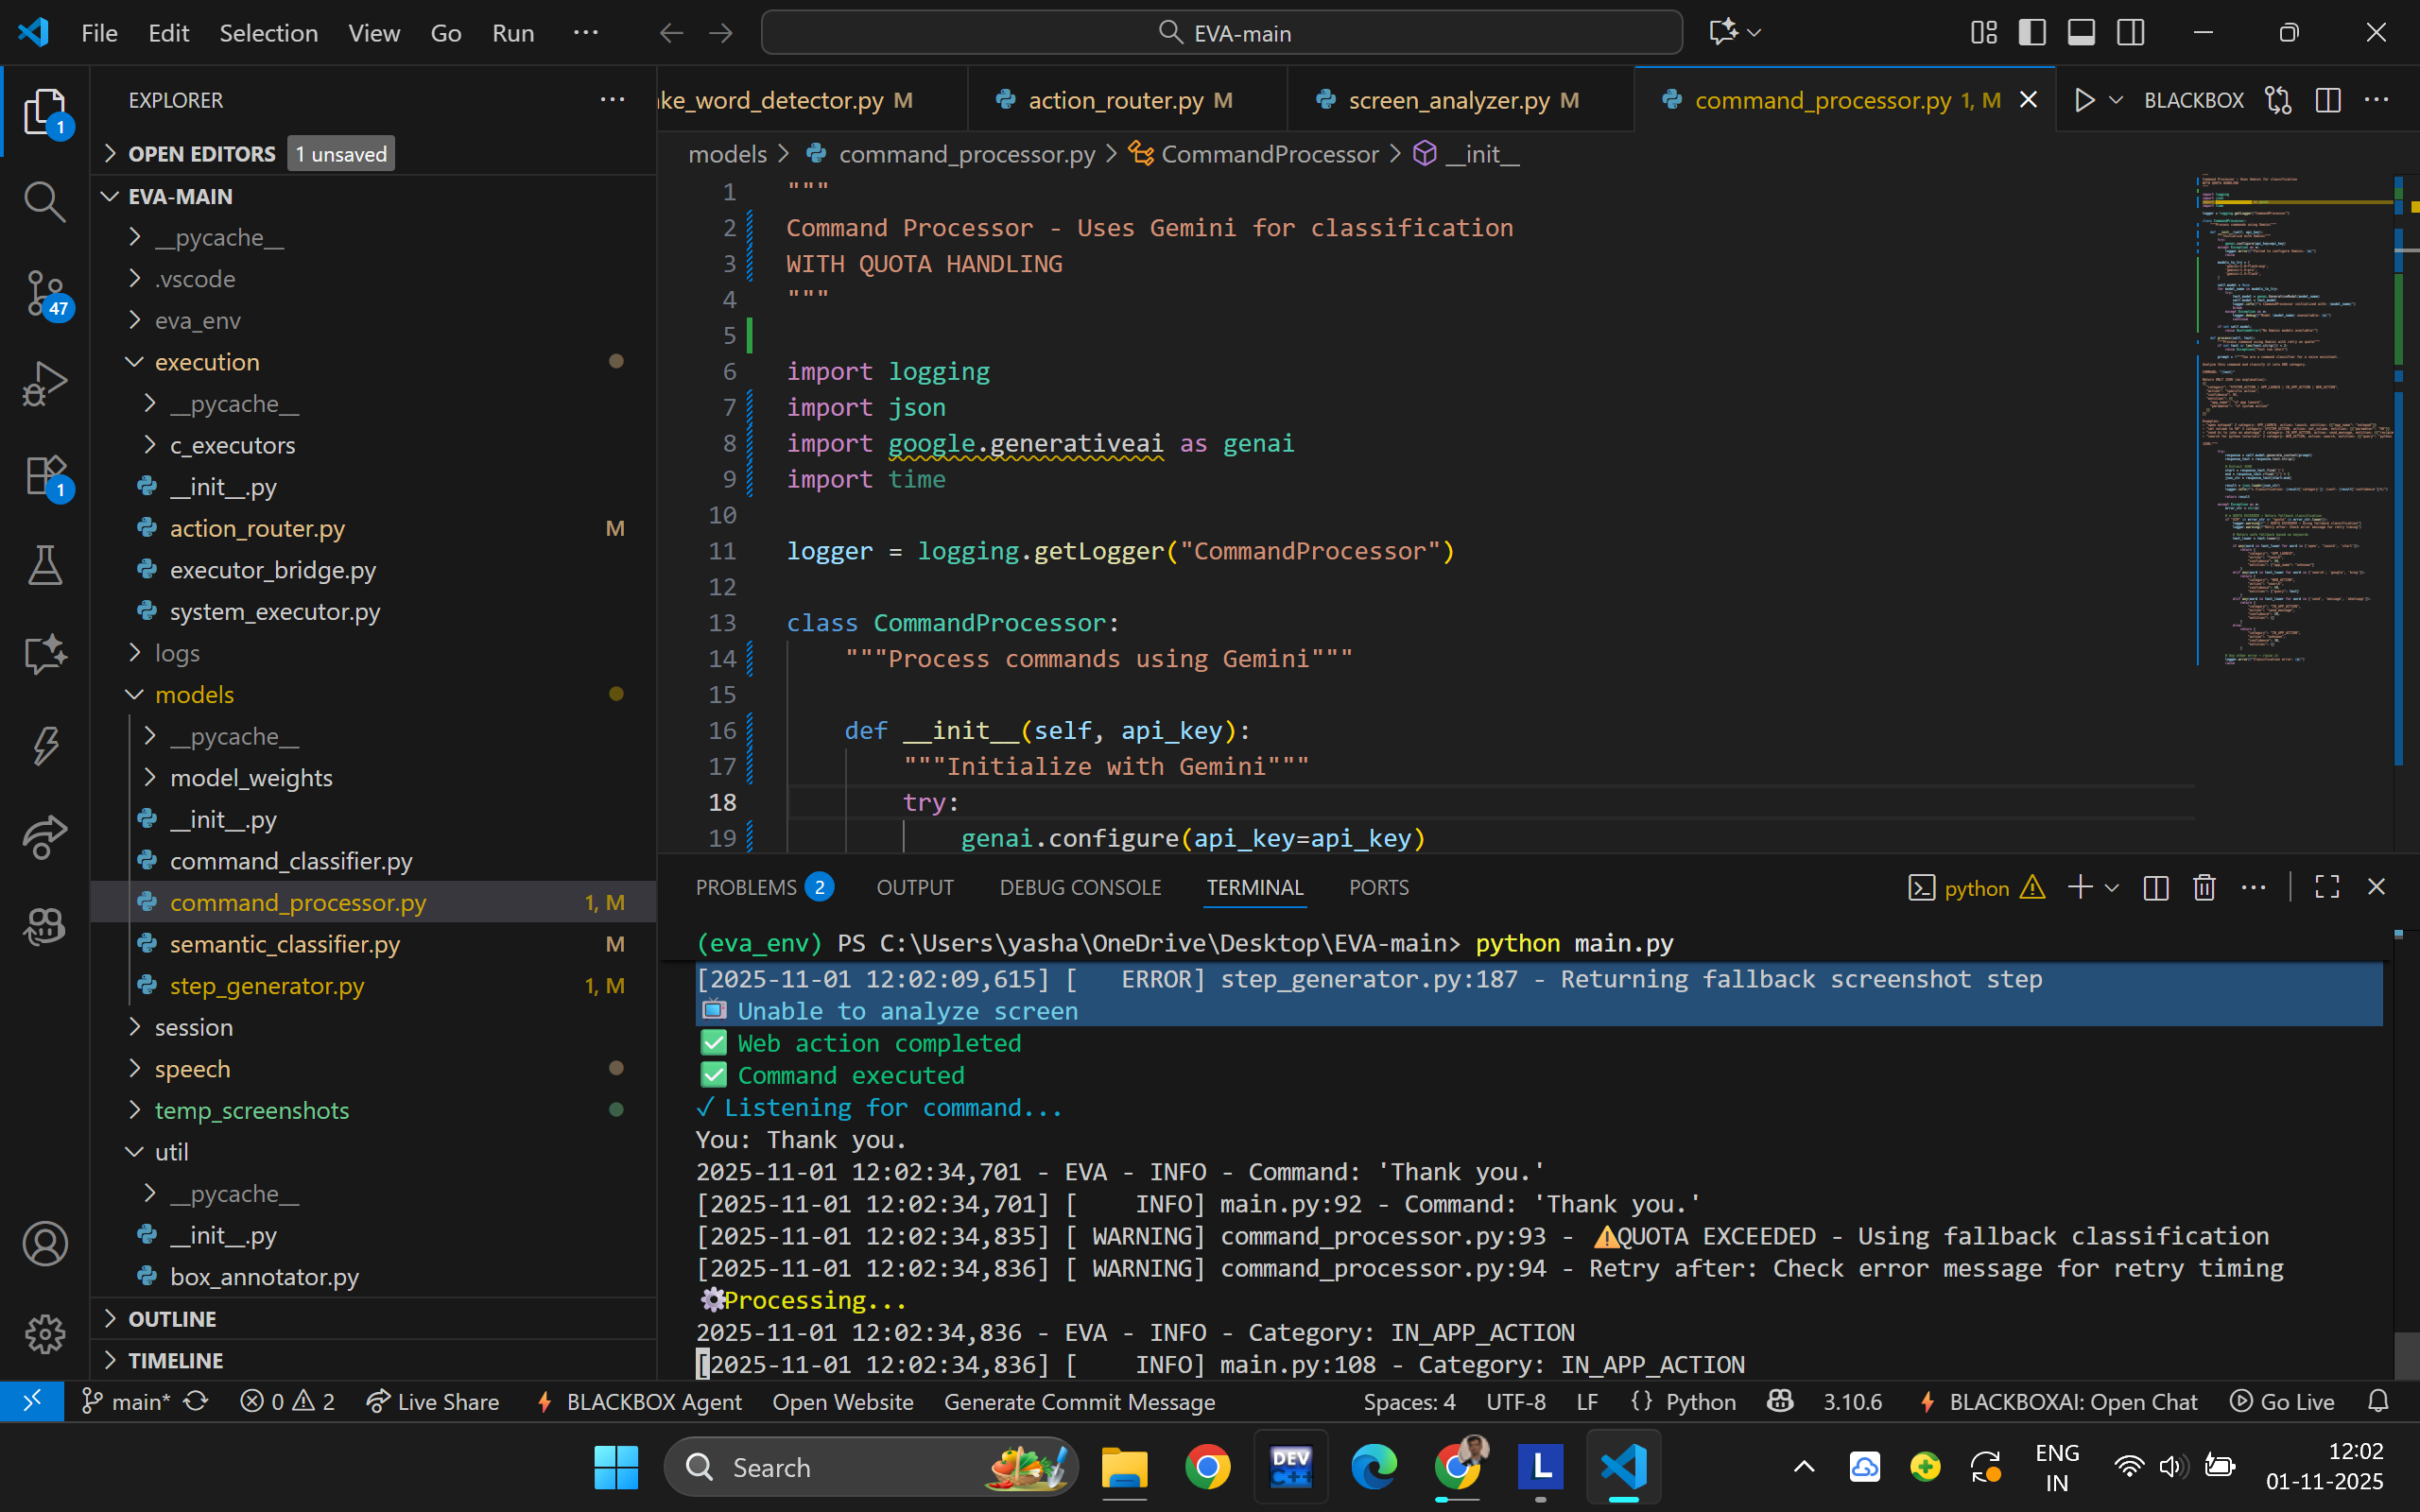 File Edit Selection View Go Run ··· EVA-main
EXPLORER
OPEN EDITORS 1 unsaved
EVA-MAIN
__pycache__
.vscode
eva_env
execution
__pycache__
c_executors
__init__.py
action_router.py M
executor_bridge.py
system_executor.py
logs
models
__pycache__
model_weights
__init__.py
command_classifier.py
command_processor.py 1, M
semantic_classifier.py M
step_generator.py 1, M
session
speech
temp_screenshots
util
__pycache__
__init__.py
box_annotator.py
OUTLINE
TIMELINE
1
47
1
ke_word_detector.py M action_router.py M screen_analyzer.py M command_processor.py 1, M BLACKBOX
models > command_processor.py > CommandProcessor > __init__
1 """
2 Command Processor - Uses Gemini for classification
3 WITH QUOTA HANDLING
4 """
5
6 import logging
7 import json
8 import google.generativeai as genai
9 import time
10
11 logger = logging.getLogger("CommandProcessor")
12
13 class CommandProcessor:
14 """Process commands using Gemini"""
15
16 def __init__(self, api_key):
17 """Initialize with Gemini"""
18 try:
19 genai.configure(api_key=api_key)
PROBLEMS 2 OUTPUT DEBUG CONSOLE TERMINAL PORTS python
(eva_env) PS C:\Users\yasha\OneDrive\Desktop\EVA-main> python main.py
[2025-11-01 12:02:09,615] [   ERROR] step_generator.py:187 - Returning fallback screenshot step
📺 Unable to analyze screen
✅ Web action completed
✅ Command executed
✓ Listening for command...
You: Thank you.
2025-11-01 12:02:34,701 - EVA - INFO - Command: 'Thank you.'
[2025-11-01 12:02:34,701] [    INFO] main.py:92 - Command: 'Thank you.'
[2025-11-01 12:02:34,835] [ WARNING] command_processor.py:93 - ⚠️QUOTA EXCEEDED - Using fallback classification
[2025-11-01 12:02:34,836] [ WARNING] command_processor.py:94 - Retry after: Check error message for retry timing
⚙️Processing...
2025-11-01 12:02:34,836 - EVA - INFO - Category: IN_APP_ACTION
[2025-11-01 12:02:34,836] [    INFO] main.py:108 - Category: IN_APP_ACTION
main* 0 2 Live Share BLACKBOX Agent Open Website Generate Commit Message Spaces: 4 UTF-8 LF {} Python 3.10.6 BLACKBOXAI: Open Chat Go Live
Search DEV C++ L ENG IN 12:02 01-11-2025